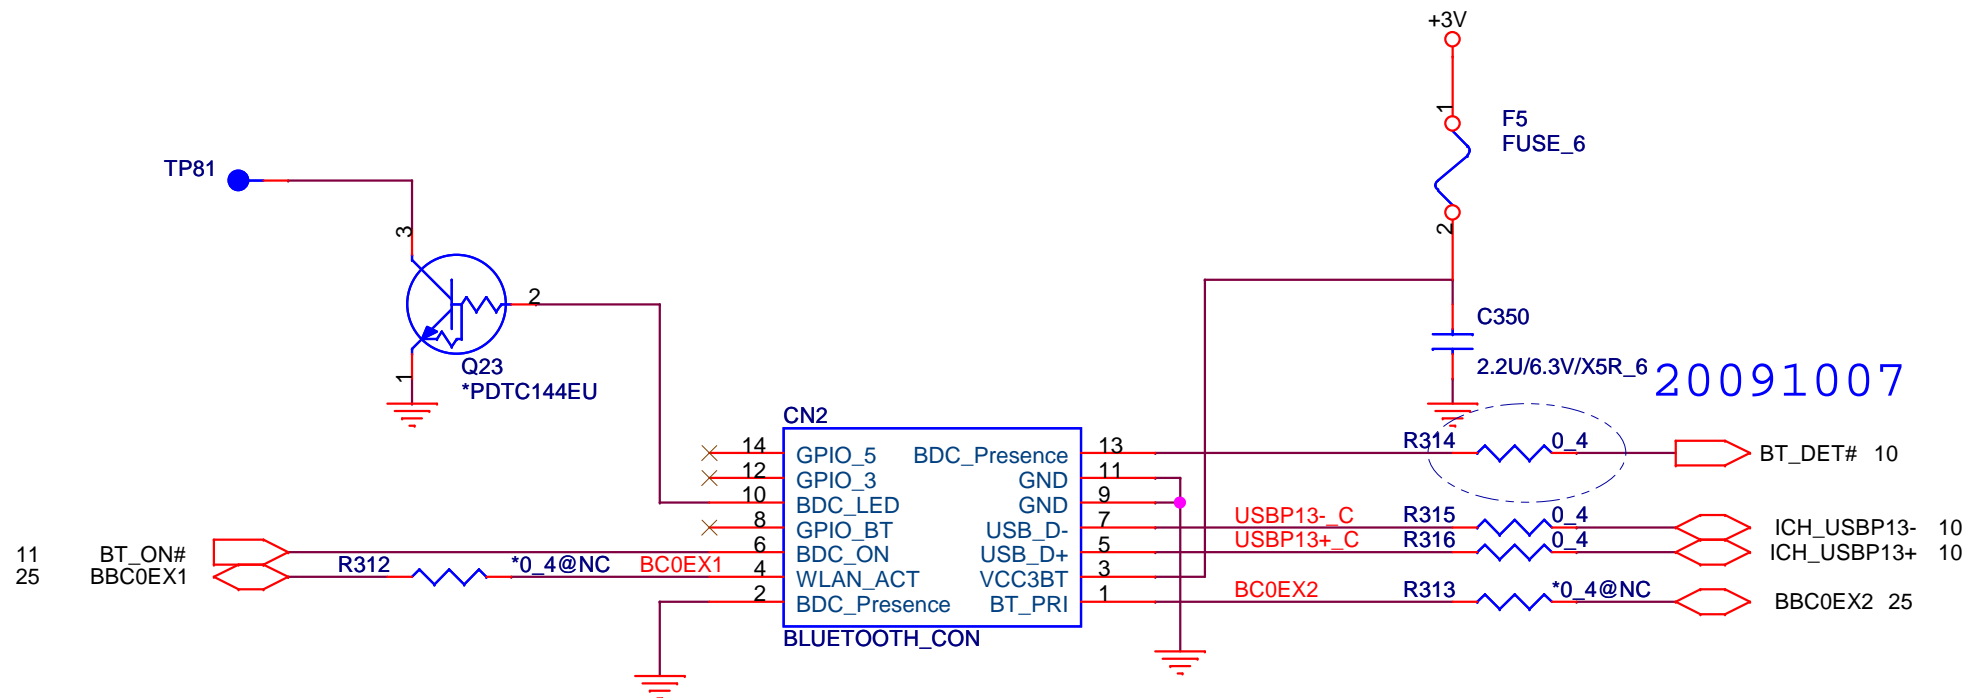 +3V
1
F5
FUSE_6
2
TP81
3
2
Q23
*PDTC144EU
1
C350
2.2U/6.3V/X5R_6
20091007
CN2
14 GPIO_5 BDC_Presence 13 R314 0_4 BT_DET# 10
12 GPIO_3 GND 11
10 BDC_LED GND 9
8 GPIO_BT USB_D- 7 USBP13-_C R315 0_4 ICH_USBP13- 10
11 BT_ON# 6 BDC_ON USB_D+ 5 USBP13+_C R316 0_4 ICH_USBP13+ 10
25 BBC0EX1 R312 *0_4@NC BC0EX1 4 WLAN_ACT VCC3BT 3
2 BDC_Presence BT_PRI 1 BC0EX2 R313 *0_4@NC BBC0EX2 25
BLUETOOTH_CON